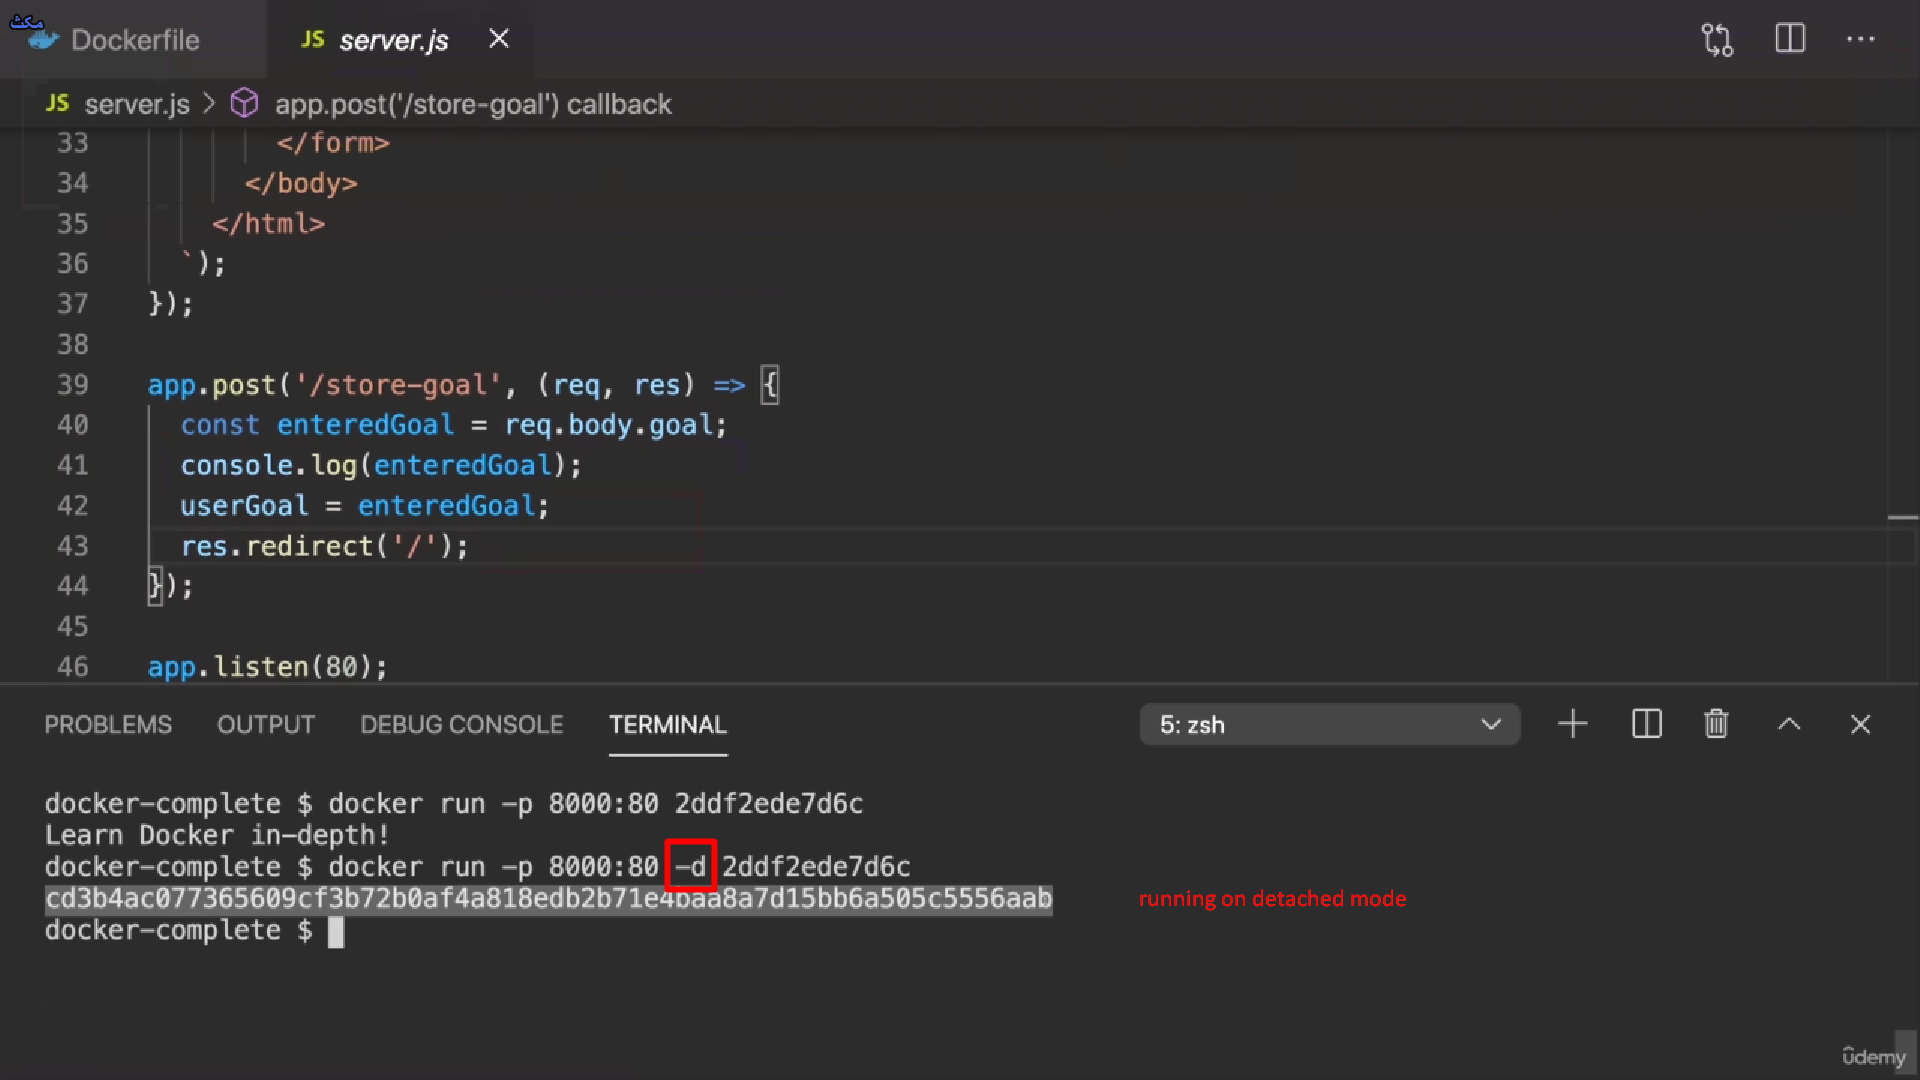 مكث
Dockerfile
JS server.js
JS server.js > app.post('/store-goal') callback
33 </form>
34 </body>
35 </html>
36 `);
37 });
38
39 app.post('/store-goal', (req, res) => {
40 const enteredGoal = req.body.goal;
41 console.log(enteredGoal);
42 userGoal = enteredGoal;
43 res.redirect('/');
44 });
45
46 app.listen(80);
PROBLEMS OUTPUT DEBUG CONSOLE TERMINAL 5: zsh
docker-complete $ docker run -p 8000:80 2ddf2ede7d6c
Learn Docker in-depth!
docker-complete $ docker run -p 8000:80 -d 2ddf2ede7d6c
cd3b4ac077365609cf3b72b0af4a818edb2b71e4baa8a7d15bb6a505c5556aab running on detached mode
docker-complete $
ûdemy